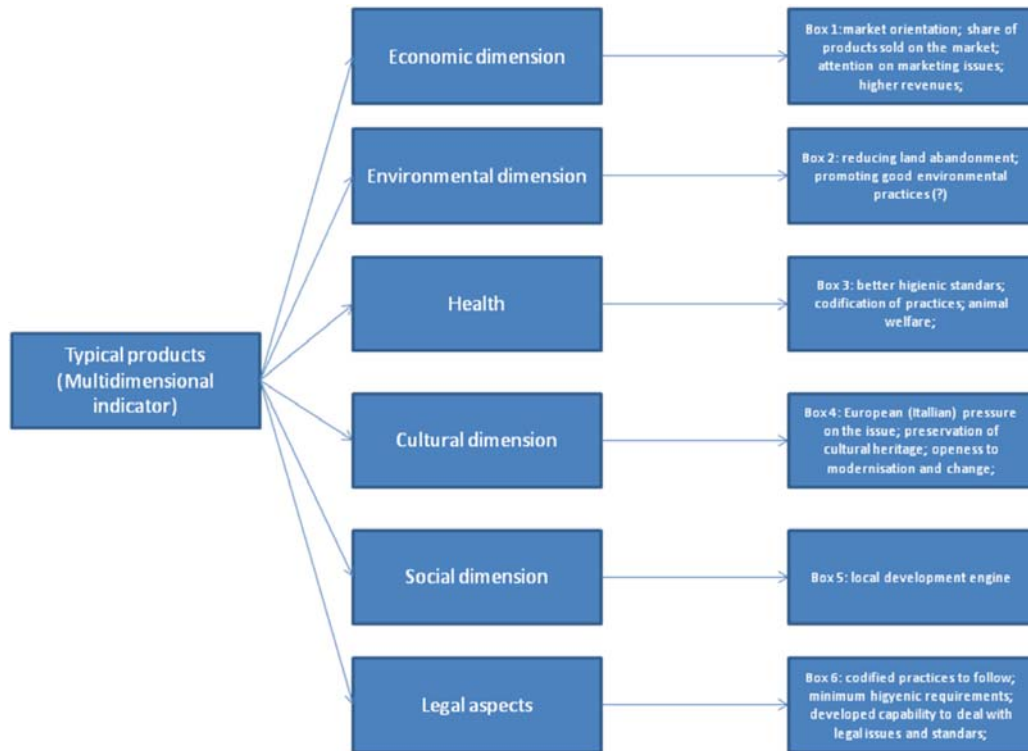 Typical products
(Multidimensional
indicator)
Economic dimension
Box 1:market orientation; share of
products sold on the market;
attention on marketing issues;
higher revenues;
Environmental dimension
Box 2: reducing land abandonment;
promoting good environmental
practices (?)
Health
Box 3: better higienic standars;
codification of practices; animal
welfare;
Cultural dimension
Box 4: European (Itallian) pressure
on the issue; preservation of
cultural heritage; openess to
modernisation and change;
Social dimension
Box 5: local development engine
Legal aspects
Box 6: codified practices to follow;
minimum higyenic requirements;
developed capability to deal with
legal issues and standars;